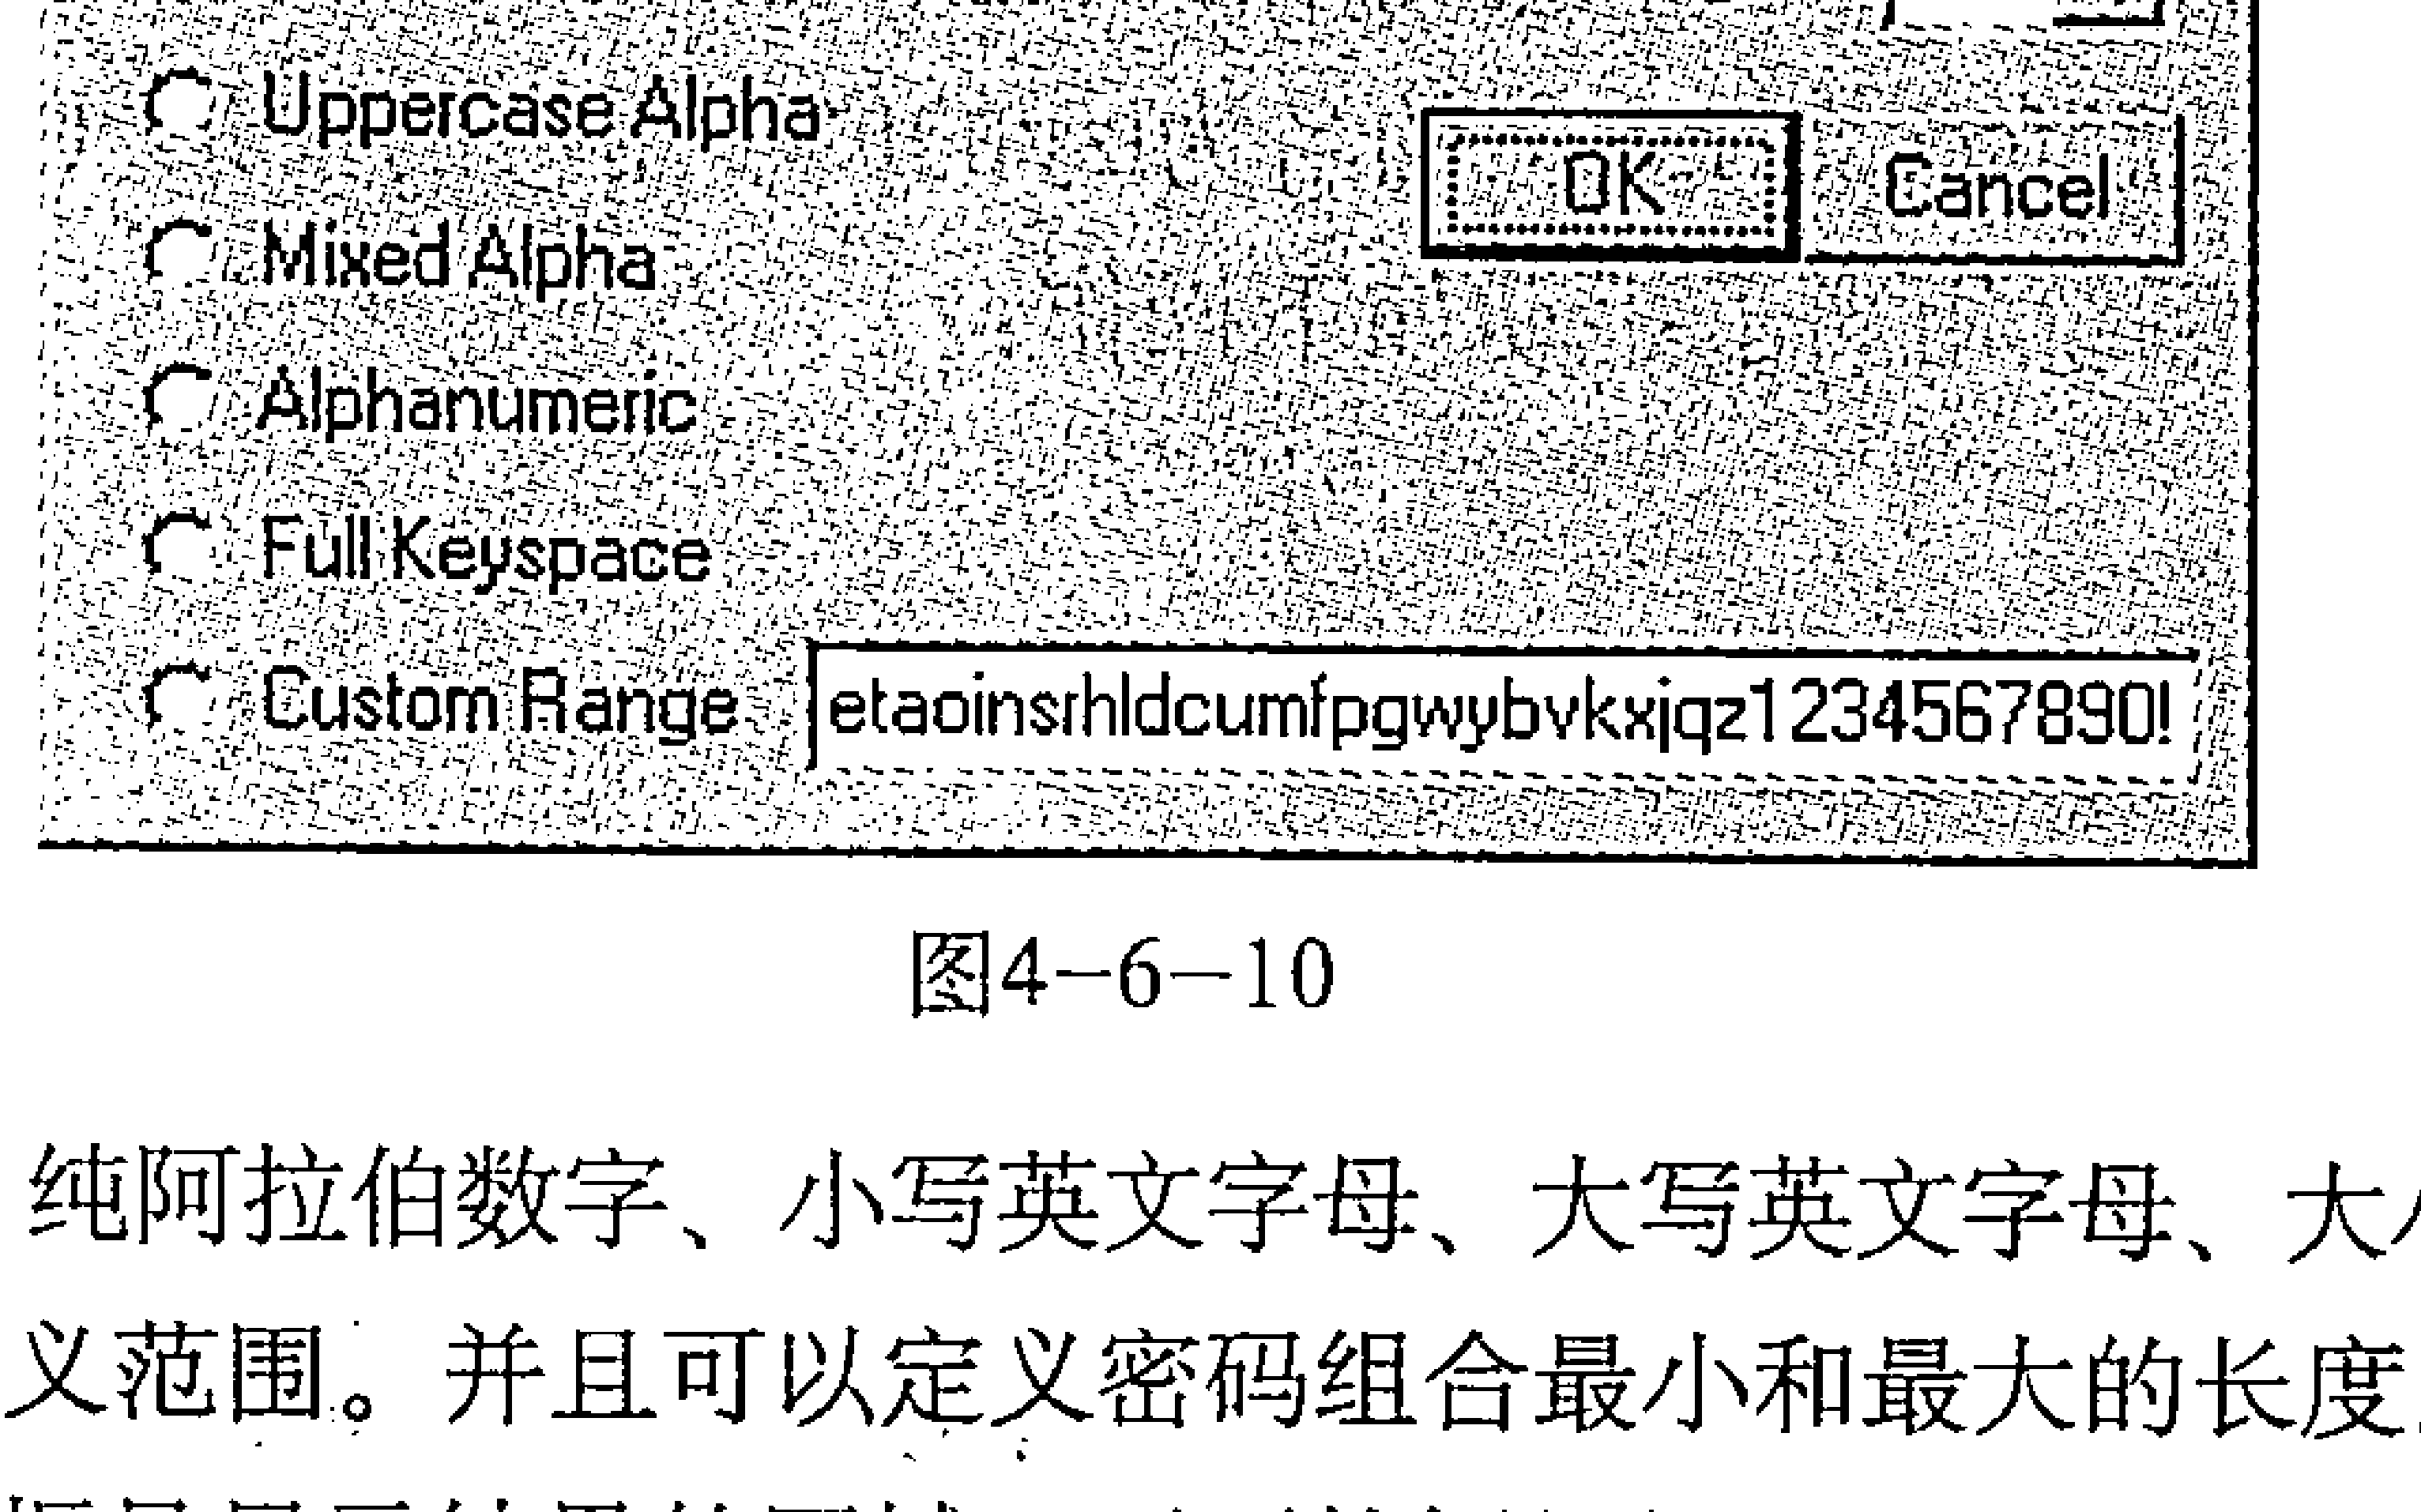 Uppercase Alpha
OK
Cancel
Mixed Alpha
Alphanumeric
Full Keyspace
Custom Range
etaoinsrhldcumfpgwybvkxjqz1234567890!
图4-6-10
纯阿拉伯数字、小写英文字母、大写英文字母、大
义范围。并且可以定义密码组合最小和最大的长度